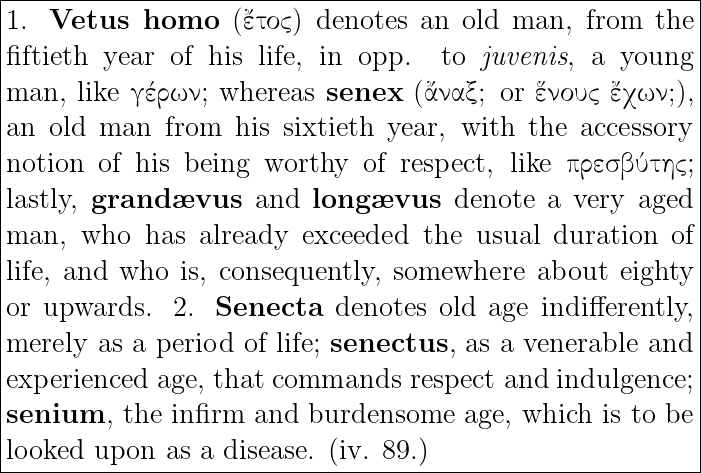 1. Vetus homo (ἔτος) denotes an old man, from the
fiftieth year of his life, in opp. to juvenis, a young
man, like γέρων; whereas senex (ἄναξ; or ἕνους ἔχων;),
an old man from his sixtieth year, with the accessory
notion of his being worthy of respect, like πρεσβύτης;
lastly, grandævus and longævus denote a very aged
man, who has already exceeded the usual duration of
life, and who is, consequently, somewhere about eighty
or upwards. 2. Senecta denotes old age indifferently,
merely as a period of life; senectus, as a venerable and
experienced age, that commands respect and indulgence;
senium, the infirm and burdensome age, which is to be
looked upon as a disease. (iv. 89.)